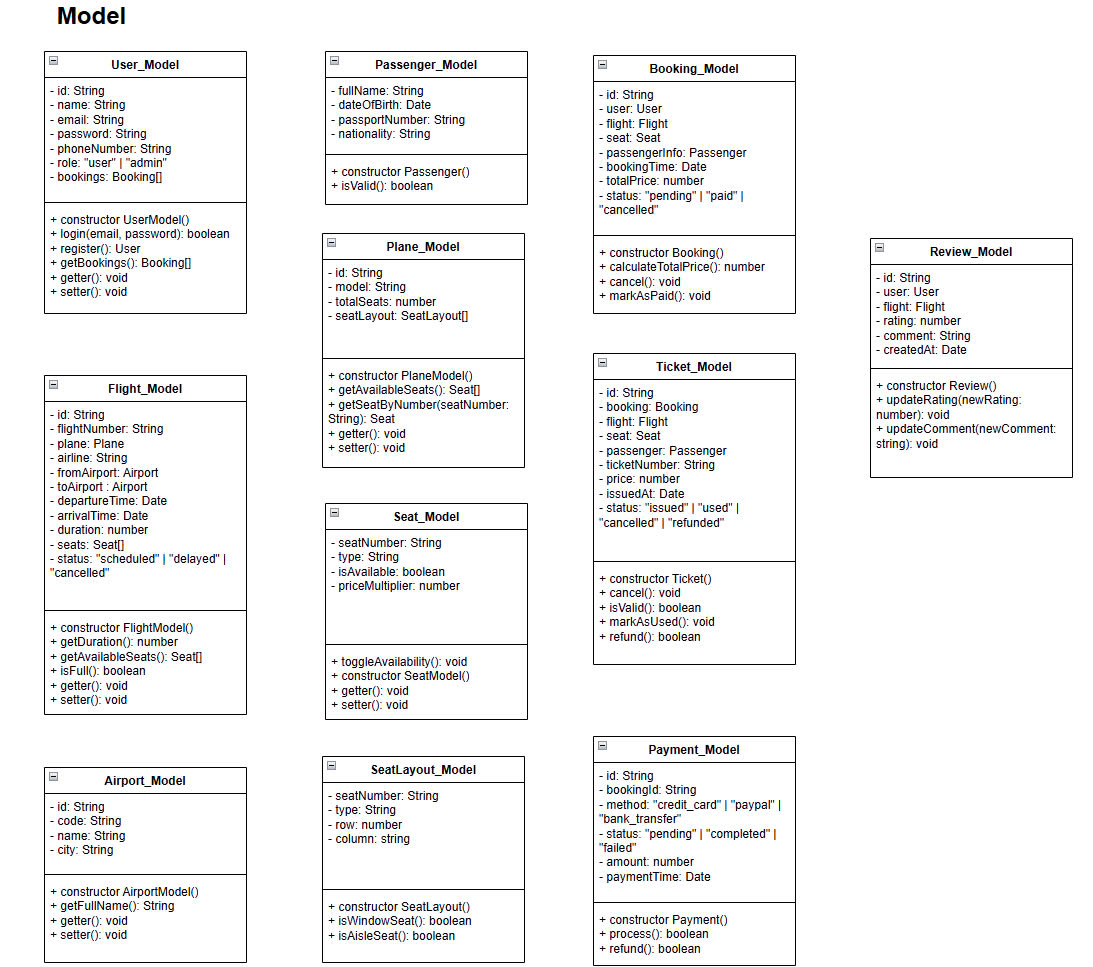 Model
User_Model
- id: String
- name: String
- email: String
- password: String
- phoneNumber: String
- role: "user" | "admin"
- bookings: Booking[]
+ constructor UserModel()
+ login(email, password): boolean
+ register(): User
+ getBookings(): Booking[]
+ getter(): void
+ setter(): void
Flight_Model
- id: String
- flightNumber: String
- plane: Plane
- airline: String
- fromAirport: Airport
- toAirport : Airport
- departureTime: Date
- arrivalTime: Date
- duration: number
- seats: Seat[]
- status: "scheduled" | "delayed" |
"cancelled"
+ constructor FlightModel()
+ getDuration(): number
+ getAvailableSeats(): Seat[]
+ isFull(): boolean
+ getter(): void
+ setter(): void
Airport_Model
- id: String
- code: String
- name: String
- city: String
+ constructor AirportModel()
+ getFullName(): String
+ getter(): void
+ setter(): void
Passenger_Model
- fullName: String
- dateOfBirth: Date
- passportNumber: String
- nationality: String
+ constructor Passenger()
+ isValid(): boolean
Plane_Model
- id: String
- model: String
- totalSeats: number
- seatLayout: SeatLayout[]
+ constructor PlaneModel()
+ getAvailableSeats(): Seat[]
+ getSeatByNumber(seatNumber:
String): Seat
+ getter(): void
+ setter(): void
Seat_Model
- seatNumber: String
- type: String
- isAvailable: boolean
- priceMultiplier: number
+ toggleAvailability(): void
+ constructor SeatModel()
+ getter(): void
+ setter(): void
SeatLayout_Model
- seatNumber: String
- type: String
- row: number
- column: string
+ constructor SeatLayout()
+ isWindowSeat(): boolean
+ isAisleSeat(): boolean
Booking_Model
- id: String
- user: User
- flight: Flight
- seat: Seat
- passengerInfo: Passenger
- bookingTime: Date
- totalPrice: number
- status: "pending" | "paid" |
"cancelled"
+ constructor Booking()
+ calculateTotalPrice(): number
+ cancel(): void
+ markAsPaid(): void
Ticket_Model
- id: String
- booking: Booking
- flight: Flight
- seat: Seat
- passenger: Passenger
- ticketNumber: String
- price: number
- issuedAt: Date
- status: "issued" | "used" |
"cancelled" | "refunded"
+ constructor Ticket()
+ cancel(): void
+ isValid(): boolean
+ markAsUsed(): void
+ refund(): boolean
Payment_Model
- id: String
- bookingId: String
- method: "credit_card" | "paypal" |
"bank_transfer"
- status: "pending" | "completed" |
"failed"
- amount: number
- paymentTime: Date
+ constructor Payment()
+ process(): boolean
+ refund(): boolean
Review_Model
- id: String
- user: User
- flight: Flight
- rating: number
- comment: String
- createdAt: Date
+ constructor Review()
+ updateRating(newRating:
number): void
+ updateComment(newComment:
string): void